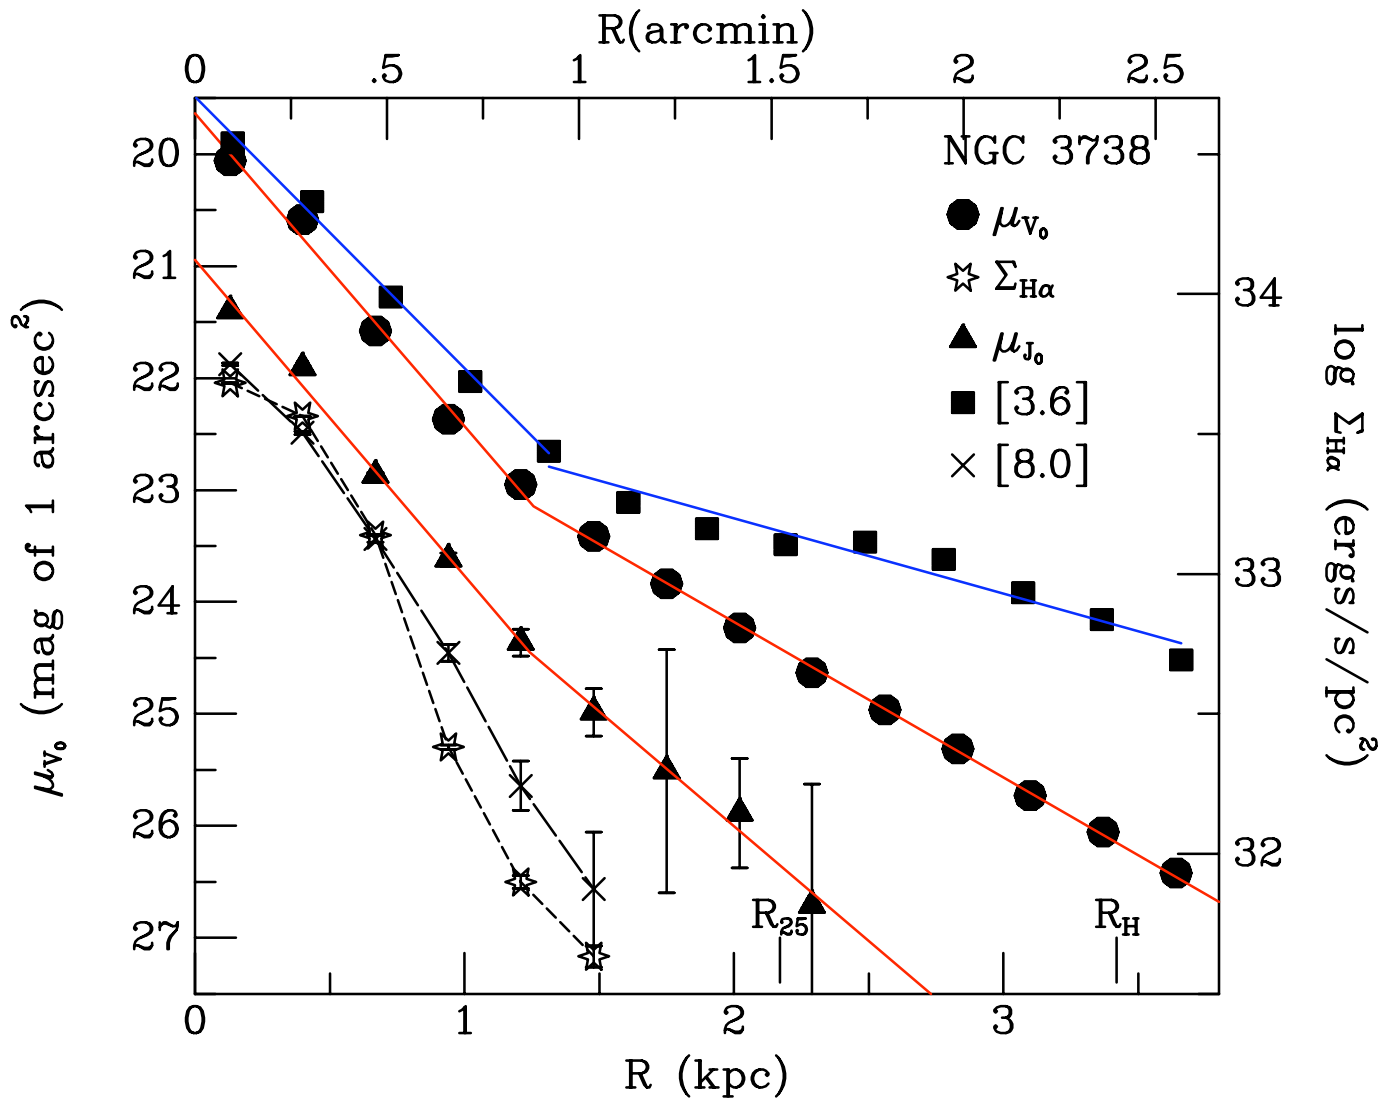 R(arcmin)
0 .5 1 1.5 2 2.5
NGC 3738
μV₀
ΣHα
μJ₀
[3.6]
[8.0]
20
21
22
23
24
25
26
27
μV₀ (mag of 1 arcsec²)
34
33
32
log ΣHα (ergs/s/pc²)
R₂₅ RH
0 1 2 3
R (kpc)